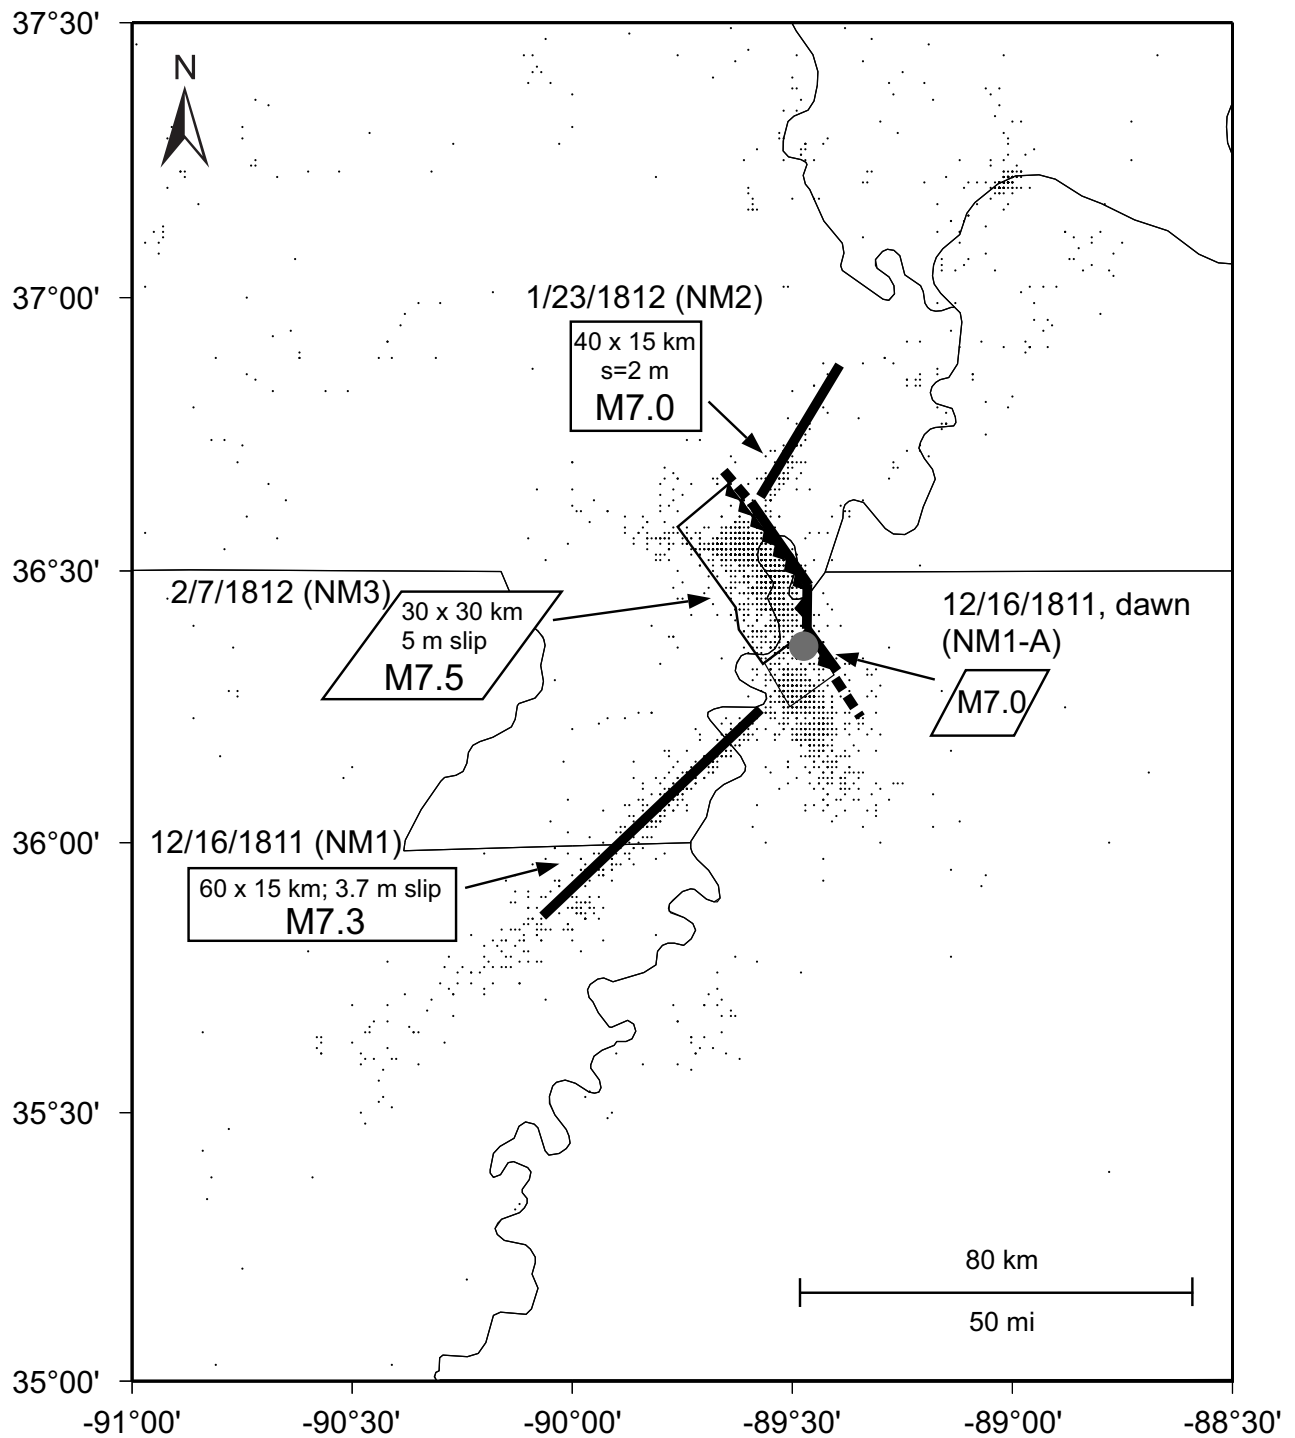 37°30'
N
37°00'
1/23/1812 (NM2)
40 x 15 km
s=2 m
M7.0
36°30'
2/7/1812 (NM3)
30 x 30 km
5 m slip
M7.5
12/16/1811, dawn
(NM1-A)
M7.0
36°00'
12/16/1811 (NM1)
60 x 15 km; 3.7 m slip
M7.3
35°30'
80 km
50 mi
35°00'
-91°00'
-90°30'
-90°00'
-89°30'
-89°00'
-88°30'